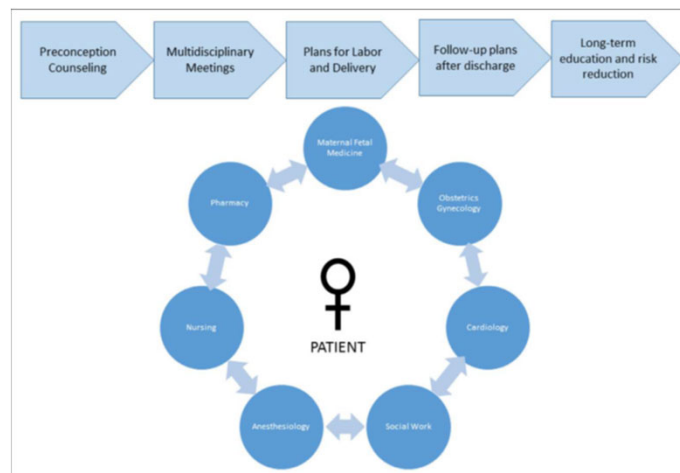 Preconception
Counseling
Multidisciplinary
Meetings
Plans for Labor
and Delivery
Follow-up plans
after discharge
Long-term
education and risk
reduction
Maternal Fetal
Medicine
Obstetrics
Gynecology
Cardiology
Social Work
Anesthesiology
Nursing
Pharmacy
PATIENT